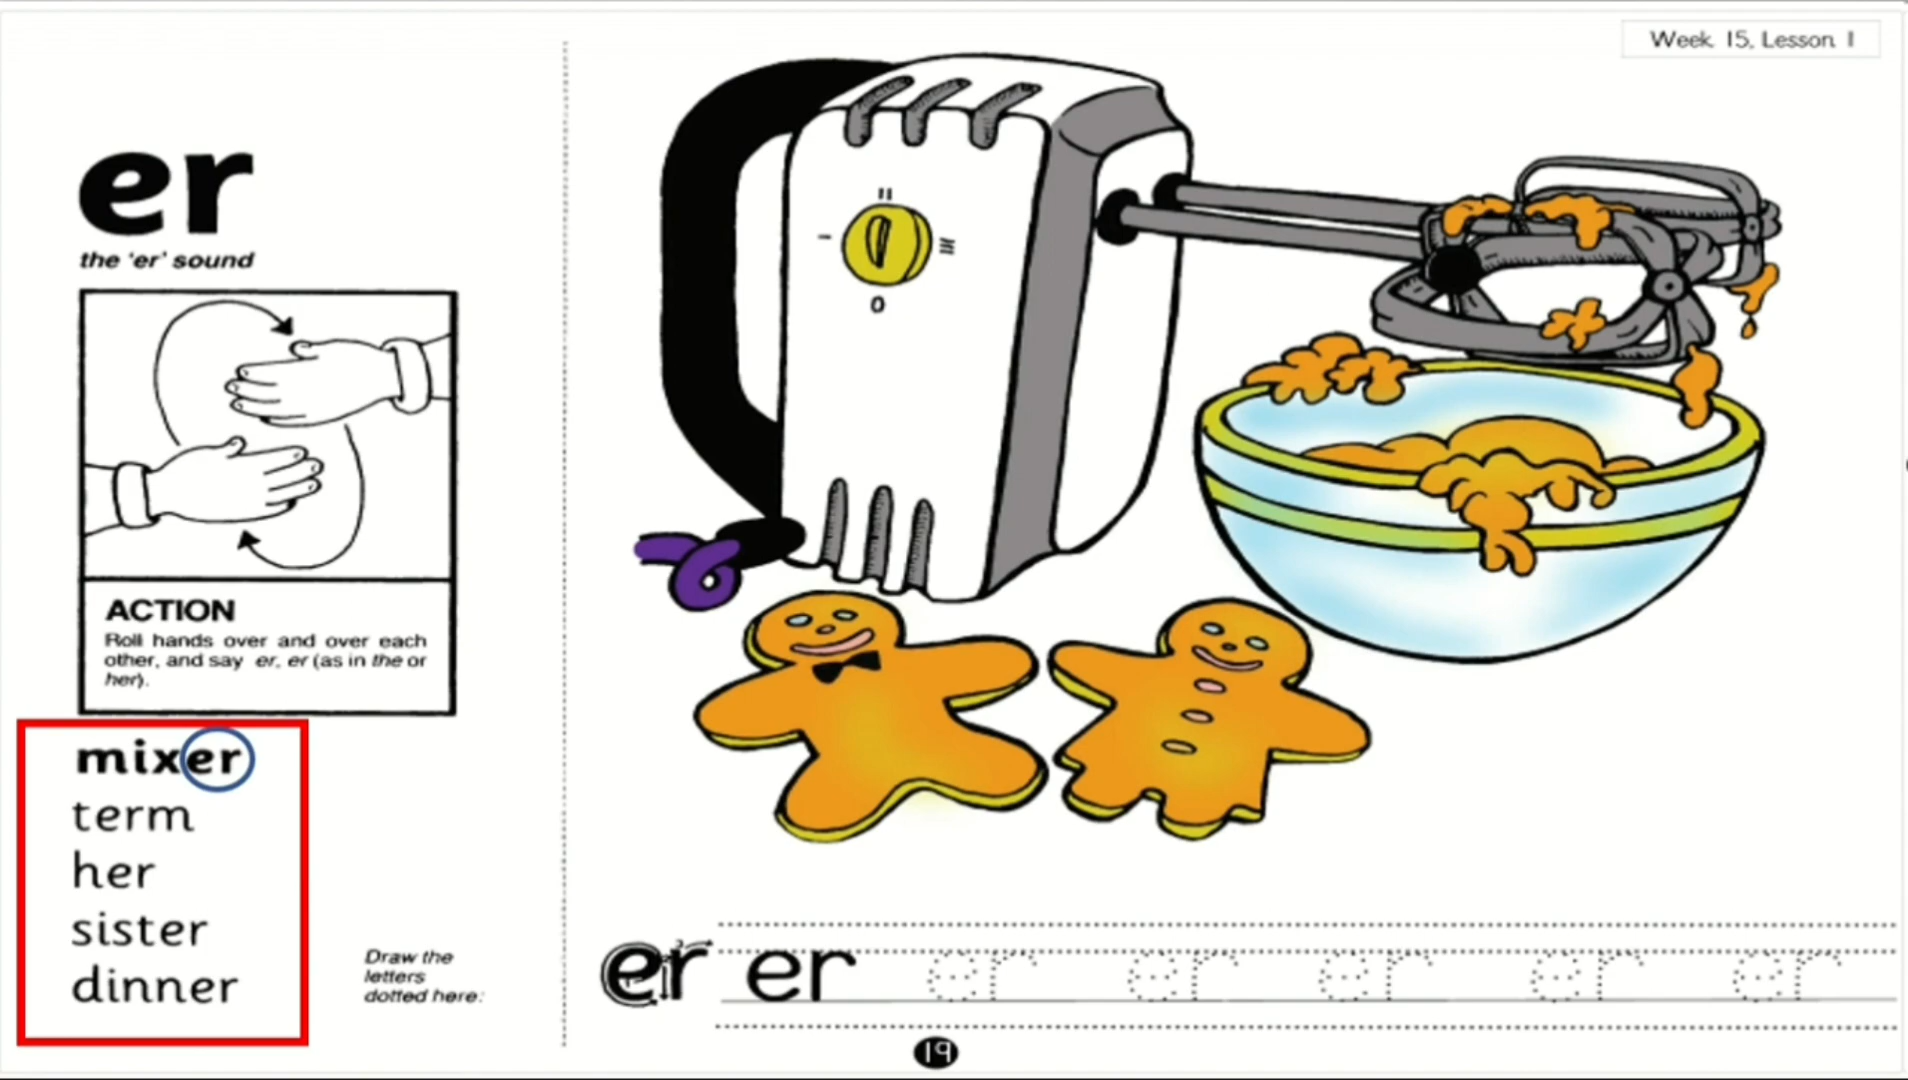 Week 15, Lesson 1
er
the 'er' sound
ACTION
Roll hands over and over each
other, and say er, er (as in the or
her).
mixer
term
her
sister
dinner
Draw the
letters
dotted here:
II
I
III
0
er er er er er er er
19